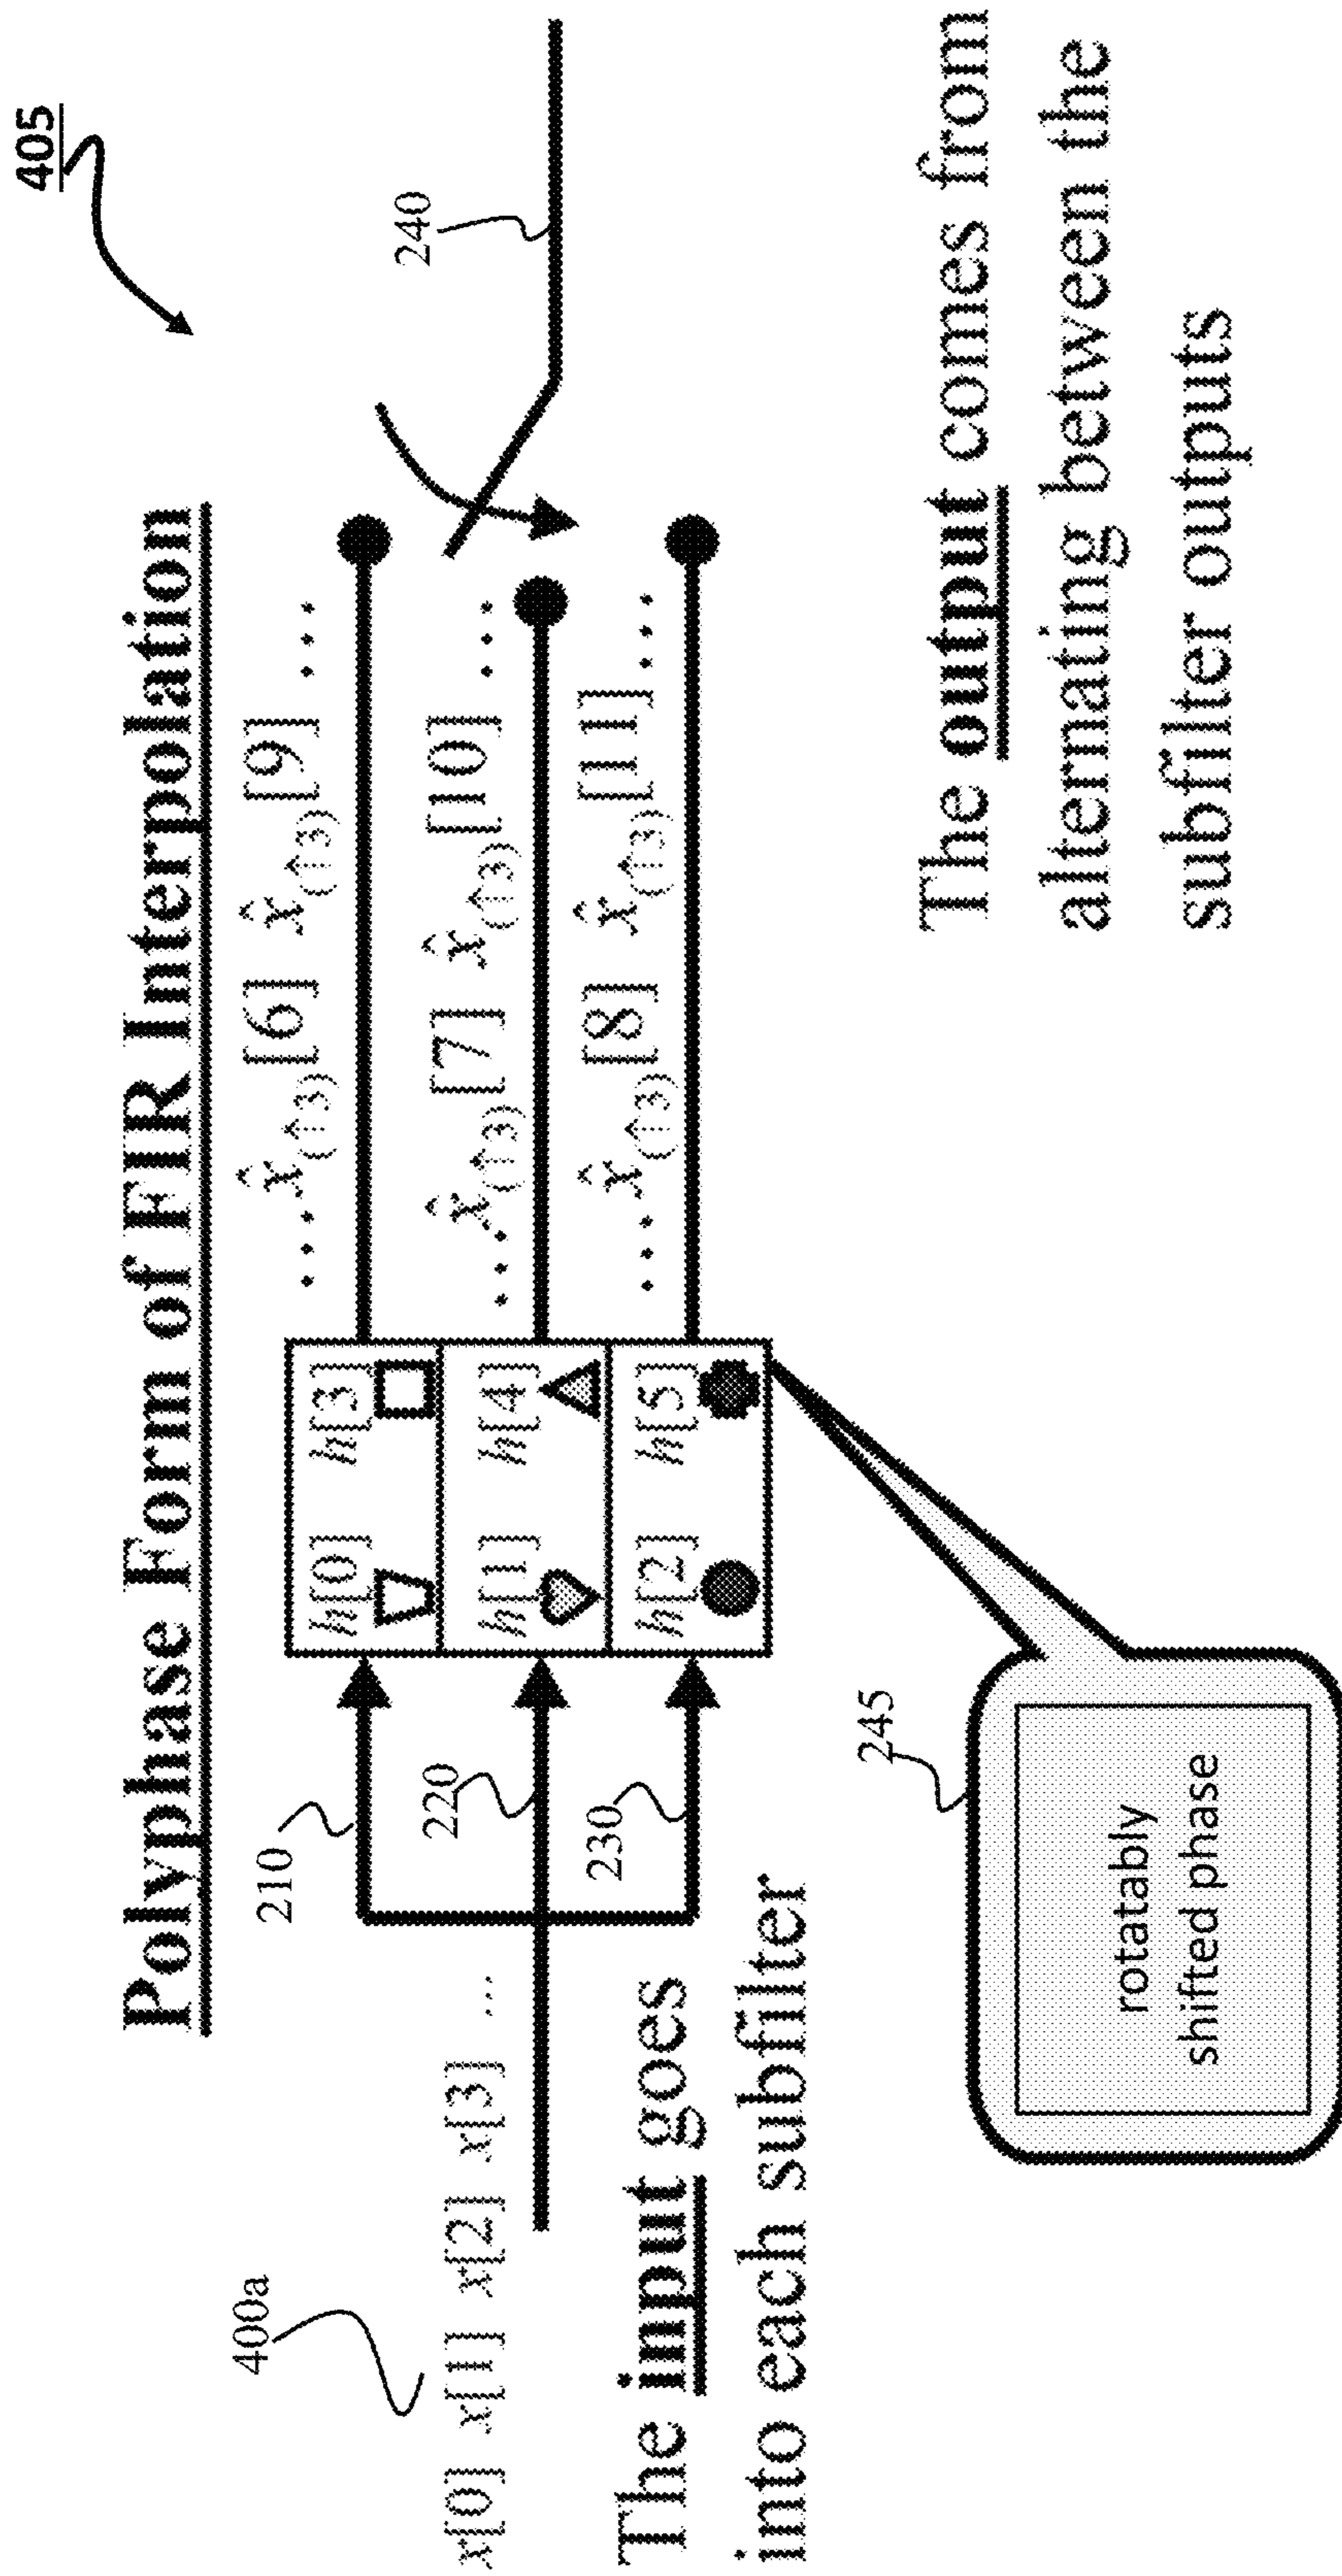 405
Polyphase Form of FIR Interpolation
240
... x̂(↑3)[6] x̂(↑3)[9] ...
... x̂(↑3)[7] x̂(↑3)[10] ...
... x̂(↑3)[8] x̂(↑3)[11] ...
h[0] h[3]
h[1] h[4]
h[2] h[5]
210
220
230
400a
x[0] x[1] x[2] x[3] ...
The input goes
into each subfilter
245
rotatably
shifted phase
The output comes from
alternating between the
subfilter outputs